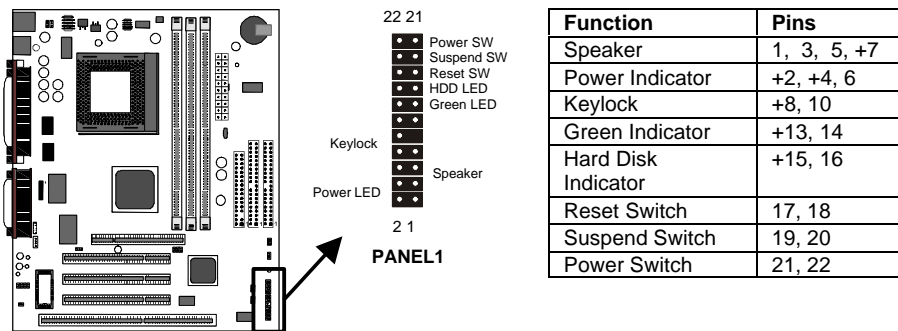 22 21
Power SW
Suspend SW
Reset SW
HDD LED
Green LED
Keylock
Speaker
Power LED
2 1
PANEL1
Function Pins
Speaker 1, 3, 5, +7
Power Indicator +2, +4, 6
Keylock +8, 10
Green Indicator +13, 14
Hard Disk +15, 16
Indicator
Reset Switch 17, 18
Suspend Switch 19, 20
Power Switch 21, 22